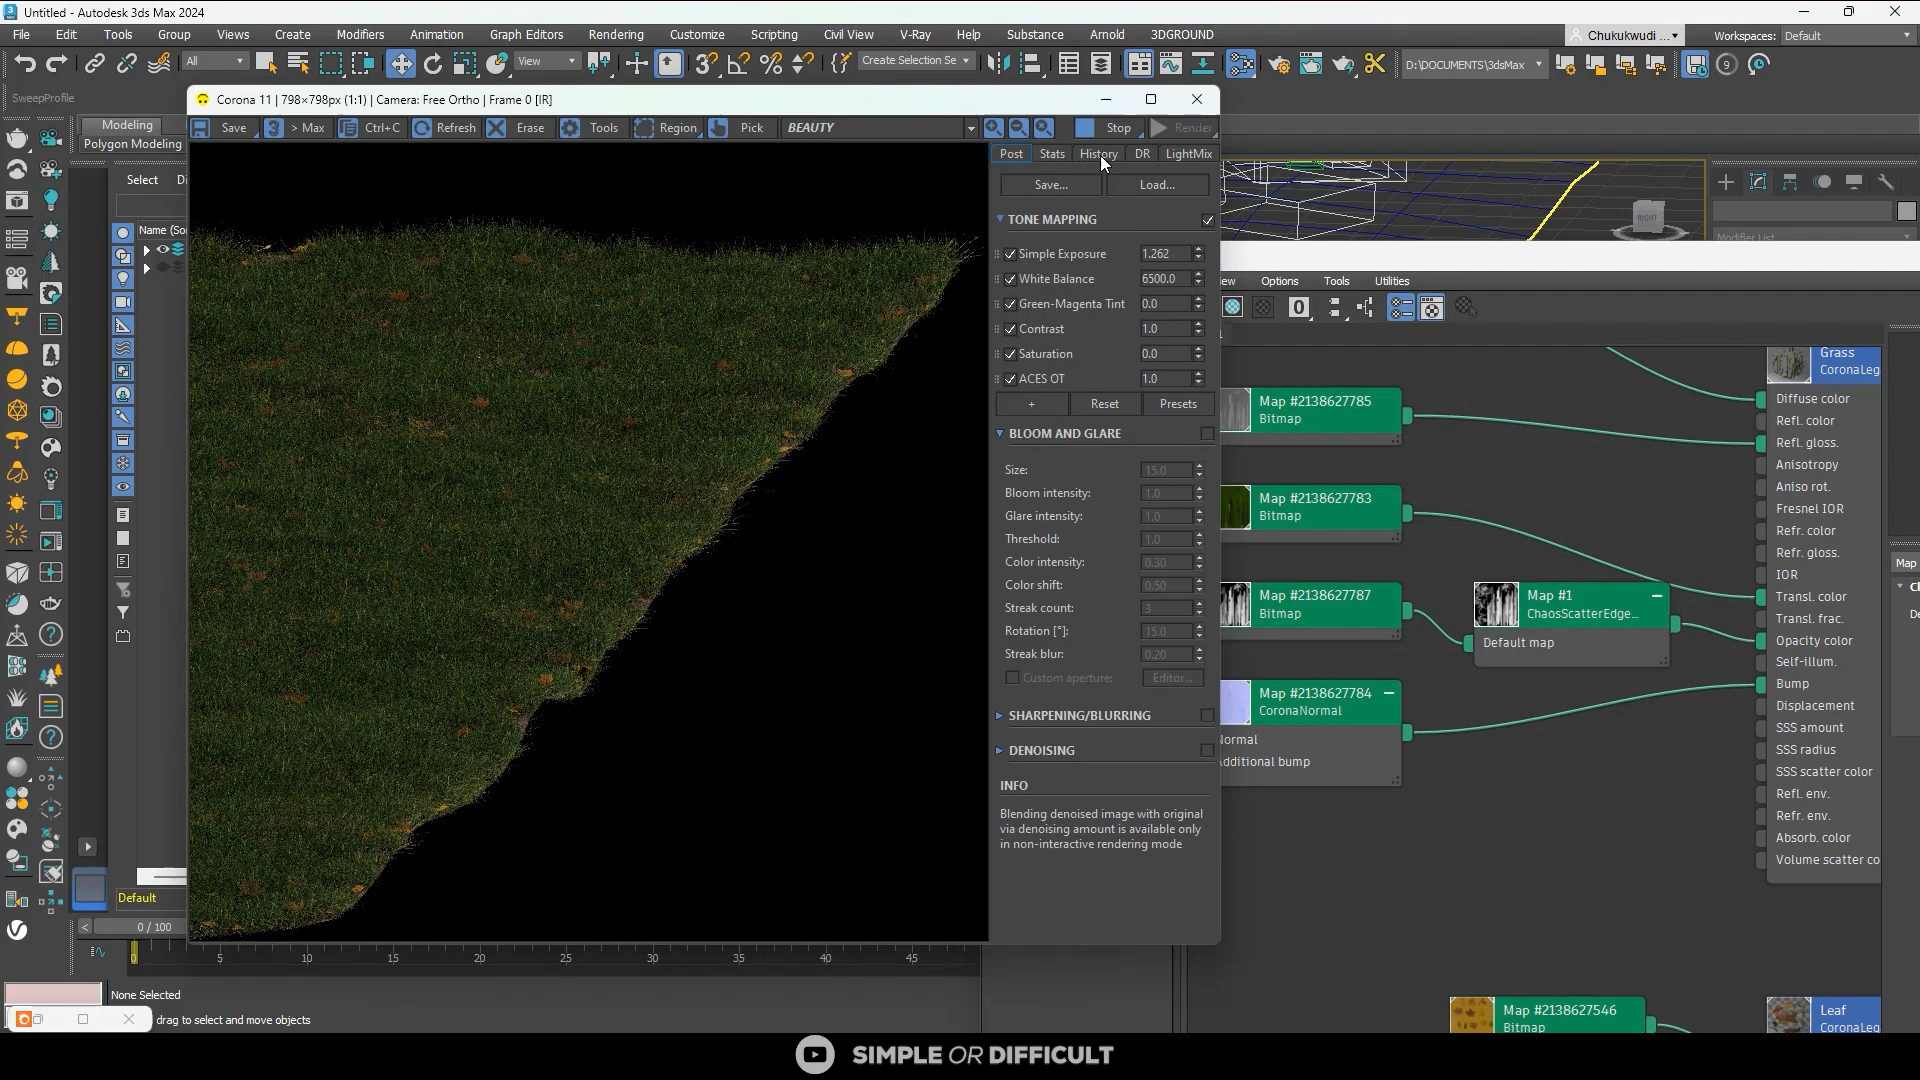 Untitled - Autodesk 3ds Max 2024
File Edit Tools Group Views Create Modifiers Animation Graph Editors Rendering Customize Scripting Civil View V-Ray Help Substance Arnold 3DGROUND
Chukukwudi ... Workspaces: Default
All View Create Selection Se D:\DOCUMENTS\3dsMax 9
SweepProfile
Corona 11 | 798×798px (1:1) | Camera: Free Ortho | Frame 0 [IR]
Modeling
Polygon Modeling
Save 3 > Max Ctrl+C Refresh Erase Tools Region Pick BEAUTY Stop Render
Post Stats History DR LightMix
Select Di
Save... Load...
Name (So
TONE MAPPING
Simple Exposure 1.262
White Balance 6500.0
Green-Magenta Tint 0.0
Contrast 1.0
Saturation 0.0
ACES OT 1.0
+ Reset Presets
BLOOM AND GLARE
Size: 15.0
Bloom intensity: 1.0
Glare intensity: 1.0
Threshold: 1.0
Color intensity: 0.30
Color shift: 0.50
Streak count: 3
Rotation [°]: 15.0
Streak blur: 0.20
Custom aperture: Editor...
SHARPENING/BLURRING
DENOISING
INFO
Blending denoised image with original
via denoising amount is available only
in non-interactive rendering mode
RIGHT
Modifier List
ew Options Tools Utilities
0
1
Map #2138627785
Bitmap
Map #2138627783
Bitmap
Map #2138627787
Bitmap
Map #1
ChaosScatterEdge...
Default map
Map #2138627784
CoronaNormal
Normal
Additional bump
Grass
CoronaLeg
Diffuse color
Refl. color
Refl. gloss.
Anisotropy
Aniso rot.
Fresnel IOR
Refr. color
Refr. gloss.
IOR
Transl. color
Transl. frac.
Opacity color
Self-illum.
Bump
Displacement
SSS amount
SSS radius
SSS scatter color
Refl. env.
Refr. env.
Absorb. color
Volume scatter co
Map
Map #2138627546
Bitmap
Leaf
CoronaLeg
Default
< 0 / 100
0 5 10 15 20 25 30 35 40 45
None Selected
drag to select and move objects
SIMPLE OR DIFFICULT